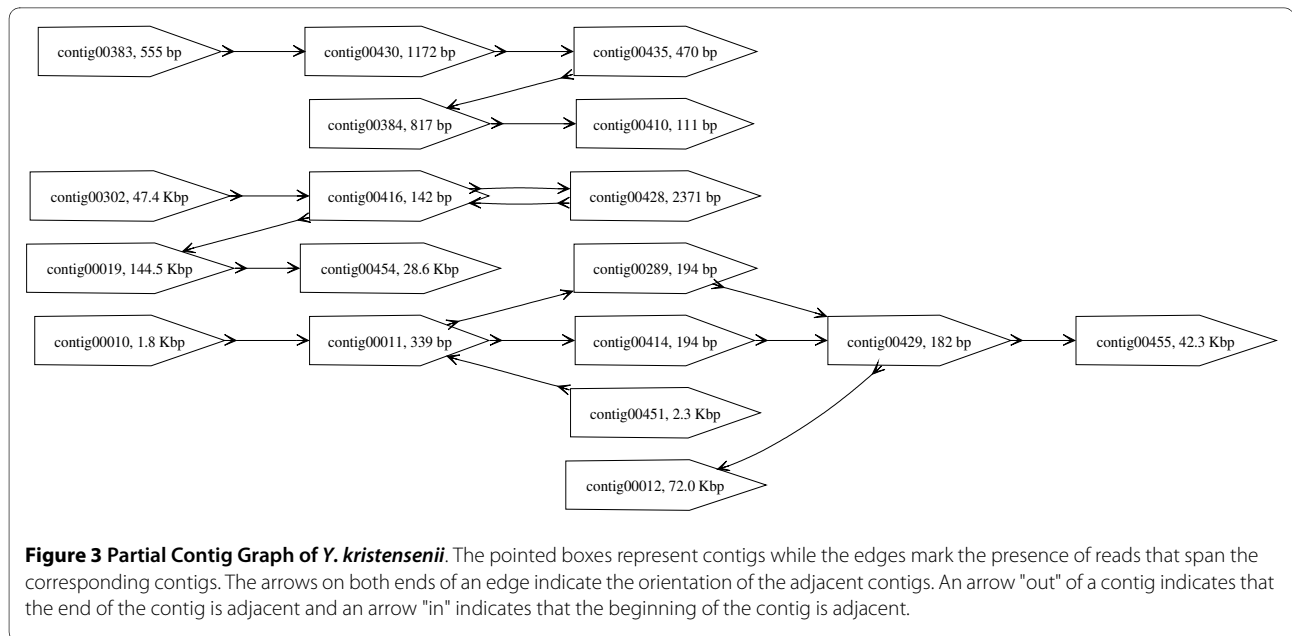 contig00383, 555 bp
contig00430, 1172 bp
contig00435, 470 bp
contig00384, 817 bp
contig00410, 111 bp
contig00302, 47.4 Kbp
contig00416, 142 bp
contig00428, 2371 bp
contig00019, 144.5 Kbp
contig00454, 28.6 Kbp
contig00289, 194 bp
contig00010, 1.8 Kbp
contig00011, 339 bp
contig00414, 194 bp
contig00429, 182 bp
contig00455, 42.3 Kbp
contig00451, 2.3 Kbp
contig00012, 72.0 Kbp
Figure 3 Partial Contig Graph of Y. kristensenii. The pointed boxes represent contigs while the edges mark the presence of reads that span the
corresponding contigs. The arrows on both ends of an edge indicate the orientation of the adjacent contigs. An arrow "out" of a contig indicates that
the end of the contig is adjacent and an arrow "in" indicates that the beginning of the contig is adjacent.